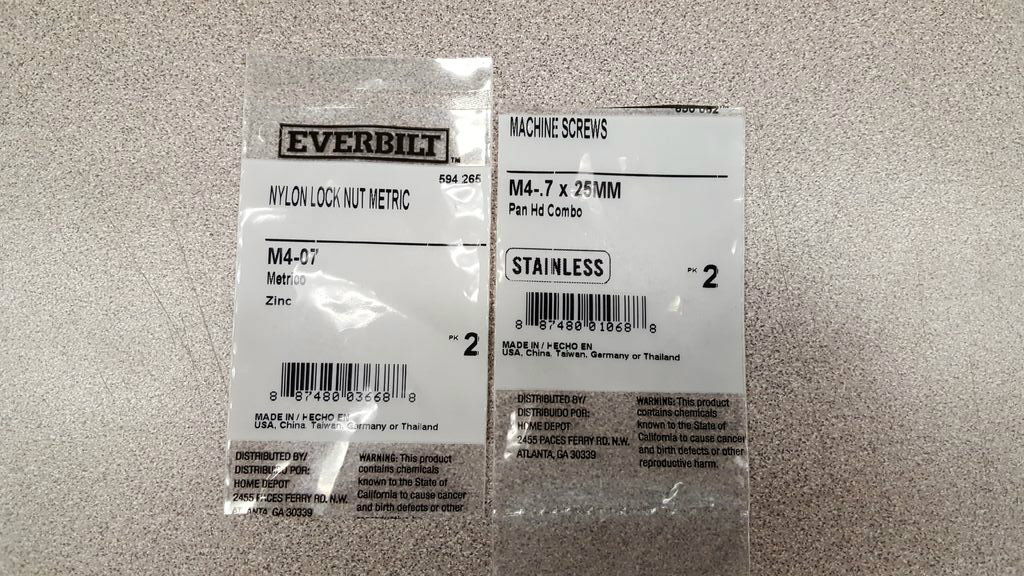 EVERBILT™
594 265
NYLON LOCK NUT METRIC
M4-07
Metrico
Zinc
PK 2
8 87480 03668 8
MADE IN / HECHO EN
USA, China, Taiwan, Germany or Thailand
DISTRIBUTED BY/
DISTRIBUIDO POR:
HOME DEPOT
2455 PACES FERRY RD. N.W.
ATLANTA, GA 30339
WARNING: This product
contains chemicals
known to the State of
California to cause cancer
and birth defects or other
MACHINE SCREWS
M4-.7 x 25MM
Pan Hd Combo
STAINLESS
PK 2
8 87480 01068 8
MADE IN / HECHO EN
USA, China, Taiwan, Germany or Thailand
DISTRIBUTED BY/
DISTRIBUIDO POR:
HOME DEPOT
2455 PACES FERRY RD. N.W.
ATLANTA, GA 30339
WARNING: This product
contains chemicals
known to the State of
California to cause cancer
and birth defects or other
reproductive harm.